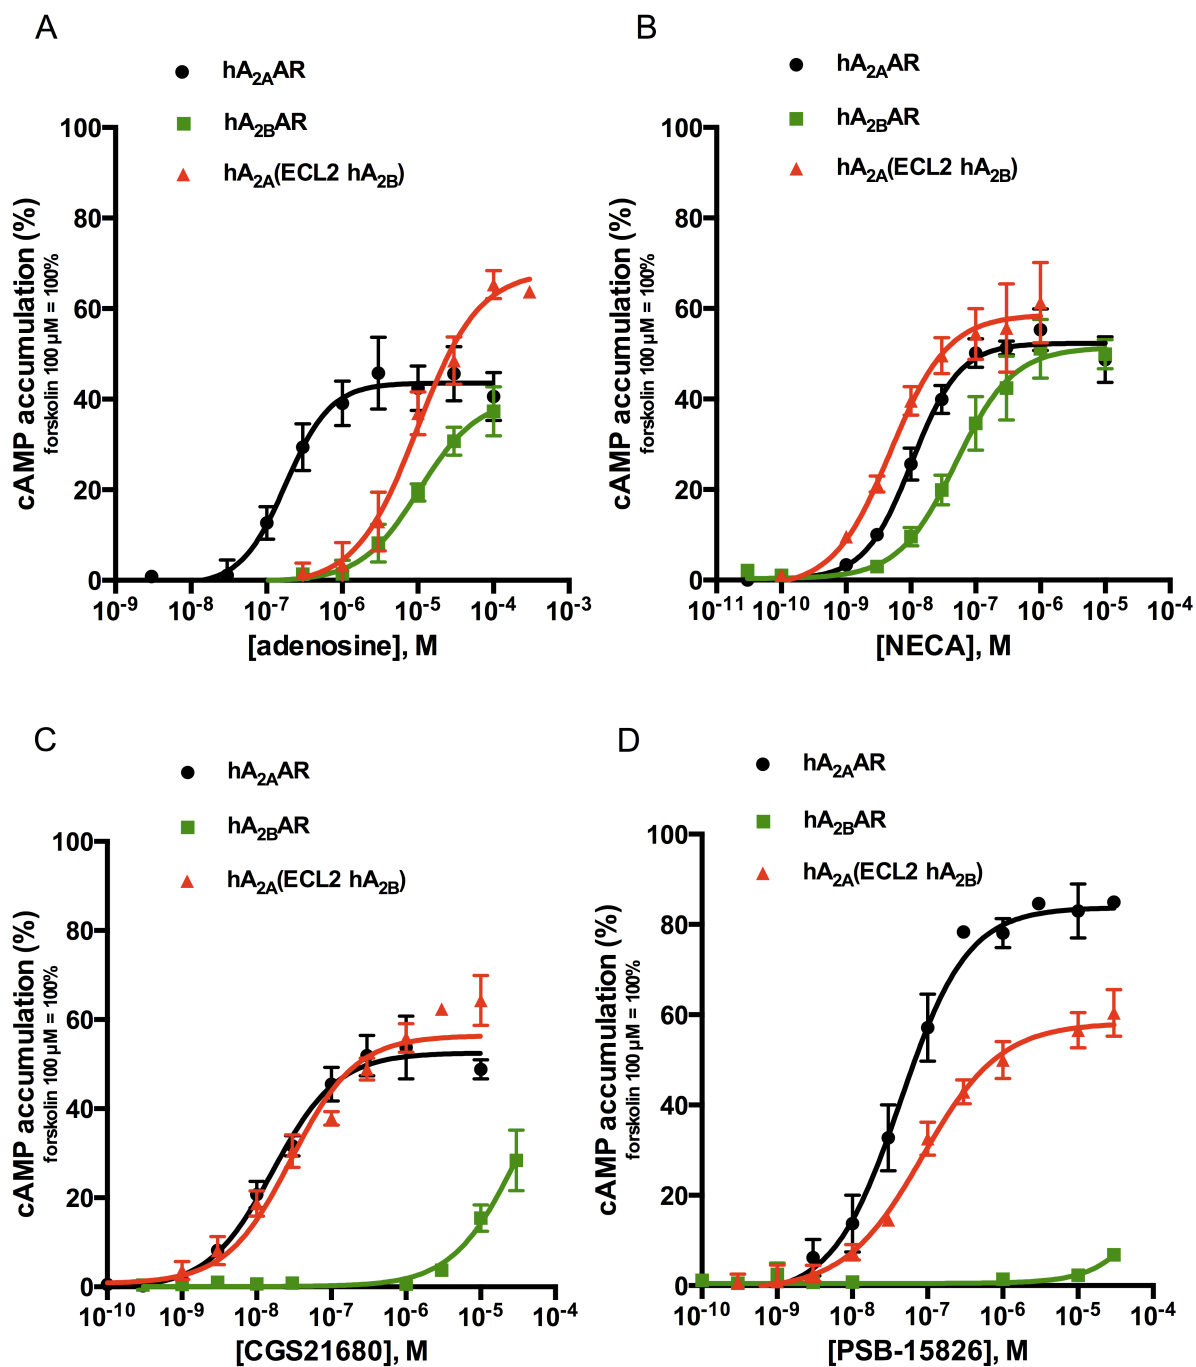 A
hA2AAR
hA2BAR
hA2A(ECL2 hA2B)
cAMP accumulation (%)
forskolin 100 µM = 100%
100
80
60
40
20
0
10-9 10-8 10-7 10-6 10-5 10-4 10-3
[adenosine], M
B
hA2AAR
hA2BAR
hA2A(ECL2 hA2B)
cAMP accumulation (%)
forskolin 100 µM = 100%
100
80
60
40
20
0
10-11 10-10 10-9 10-8 10-7 10-6 10-5 10-4
[NECA], M
C
hA2AAR
hA2BAR
hA2A(ECL2 hA2B)
cAMP accumulation (%)
forskolin 100 µM = 100%
100
80
60
40
20
0
10-10 10-9 10-8 10-7 10-6 10-5 10-4
[CGS21680], M
D
hA2AAR
hA2BAR
hA2A(ECL2 hA2B)
cAMP accumulation (%)
forskolin 100 µM = 100%
100
80
60
40
20
0
10-10 10-9 10-8 10-7 10-6 10-5 10-4
[PSB-15826], M